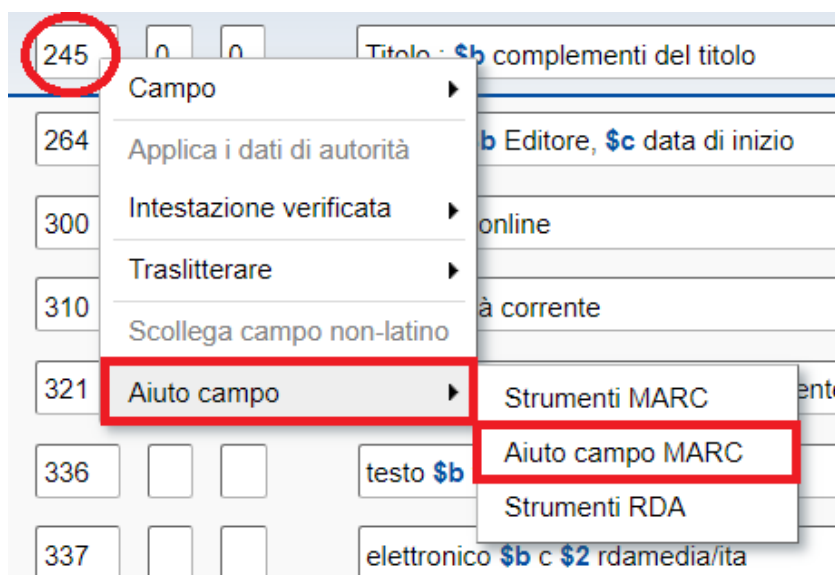 245 0 0 Titolo : $b complementi del titolo
Campo
264 b Editore, $c data di inizio
Applica i dati di autorità
300 online
Intestazione verificata
Traslitterare
310 à corrente
Scollega campo non-latino
321
Aiuto campo
Strumenti MARC
Aiuto campo MARC
336 testo $b
Strumenti RDA
337 elettronico $b c $2 rdamedia/ita